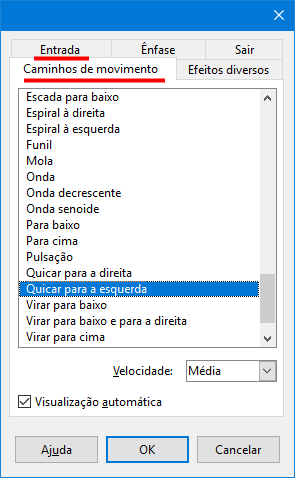 Entrada Ênfase Sair
Caminhos de movimento Efeitos diversos
Escada para baixo
Espiral à direita
Espiral à esquerda
Funil
Mola
Onda
Onda decrescente
Onda senoide
Para baixo
Para cima
Pulsação
Quicar para a direita
Quicar para a esquerda
Virar para baixo
Virar para baixo e para a direita
Virar para cima
Velocidade: Média
Visualização automática
Ajuda OK Cancelar